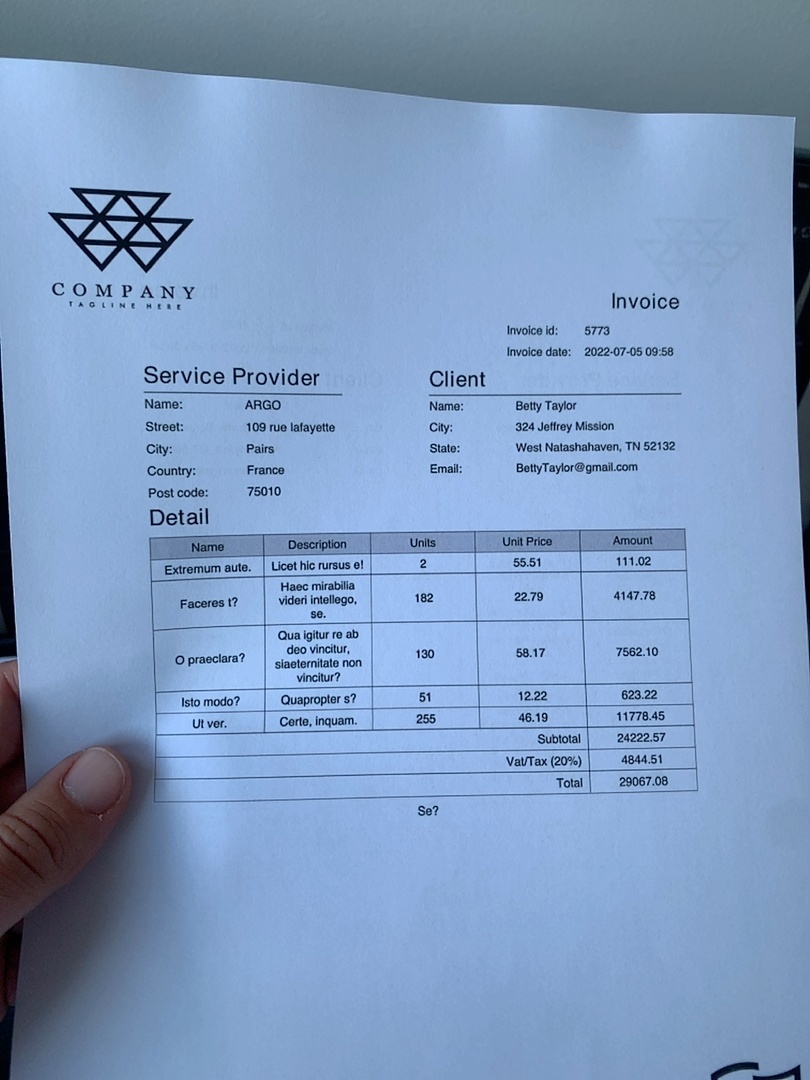 COMPANY
TAGLINE HERE
Invoice
Invoice id: 5773
Invoice date: 2022-07-05 09:58
Service Provider
Name: ARGO
Street: 109 rue lafayette
City: Pairs
Country: France
Post code: 75010
Client
Name: Betty Taylor
City: 324 Jeffrey Mission
State: West Natashahaven, TN 52132
Email: BettyTaylor@gmail.com
Detail
Name Description Units Unit Price Amount
Extremum aute. Licet hic rursus e! 2 55.51 111.02
Faceres t? Haec mirabilia videri intellego, se. 182 22.79 4147.78
O praeclara? Qua igitur re ab deo vincitur, siaeternitate non vincitur? 130 58.17 7562.10
Isto modo? Quapropter s? 51 12.22 623.22
Ut ver. Certe, inquam. 255 46.19 11778.45
Subtotal 24222.57
Vat/Tax (20%) 4844.51
Total 29067.08
Se?